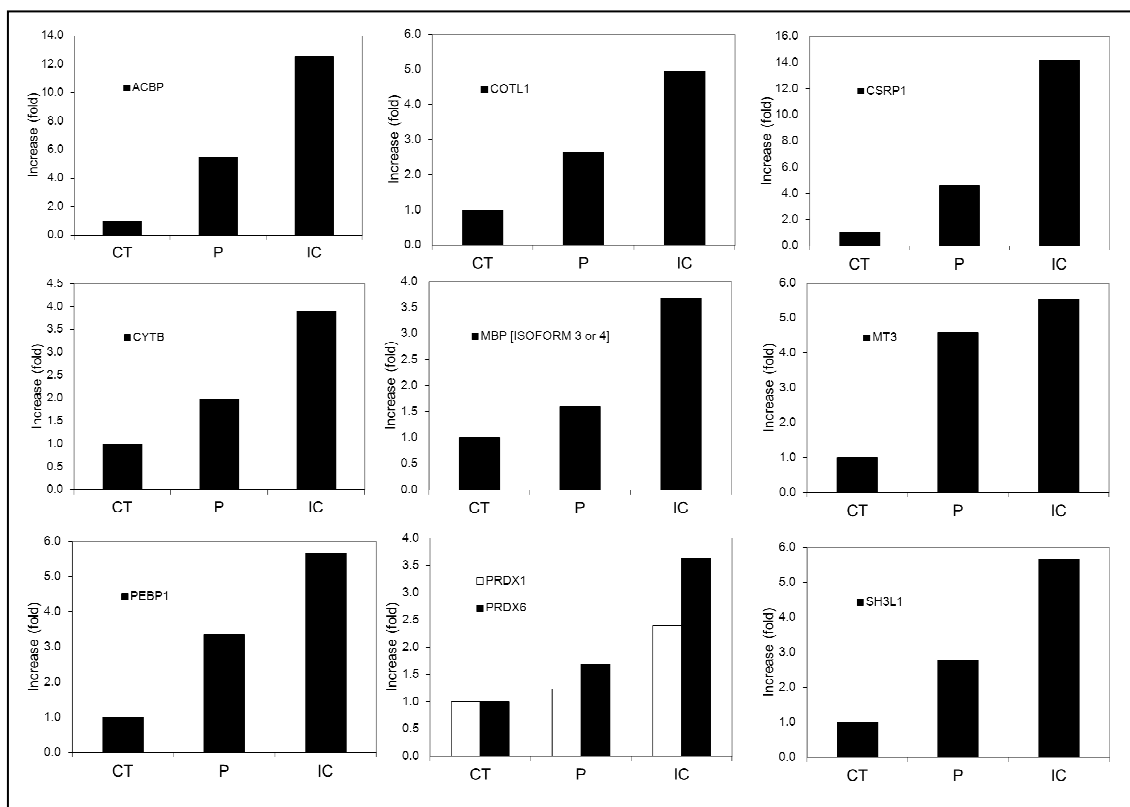 Increase (fold)
14.0
12.0
10.0
8.0
6.0
4.0
2.0
0.0
ACBP
CT P IC
Increase (fold)
6.0
5.0
4.0
3.0
2.0
1.0
0.0
COTL1
CT P IC
Increase (fold)
16.0
14.0
12.0
10.0
8.0
6.0
4.0
2.0
0.0
CSRP1
CT P IC
Increase (fold)
4.5
4.0
3.5
3.0
2.5
2.0
1.5
1.0
0.5
0.0
CYTB
CT P IC
Increase (fold)
4.0
3.5
3.0
2.5
2.0
1.5
1.0
0.5
0.0
MBP [ISOFORM 3 or 4]
CT P IC
Increase (fold)
6.0
5.0
4.0
3.0
2.0
1.0
0.0
MT3
CT P IC
Increase (fold)
6.0
5.0
4.0
3.0
2.0
1.0
0.0
PEBP1
CT P IC
Increase (fold)
4.0
3.5
3.0
2.5
2.0
1.5
1.0
0.5
0.0
PRDX1
PRDX6
CT P IC
Increase (fold)
6.0
5.0
4.0
3.0
2.0
1.0
0.0
SH3L1
CT P IC